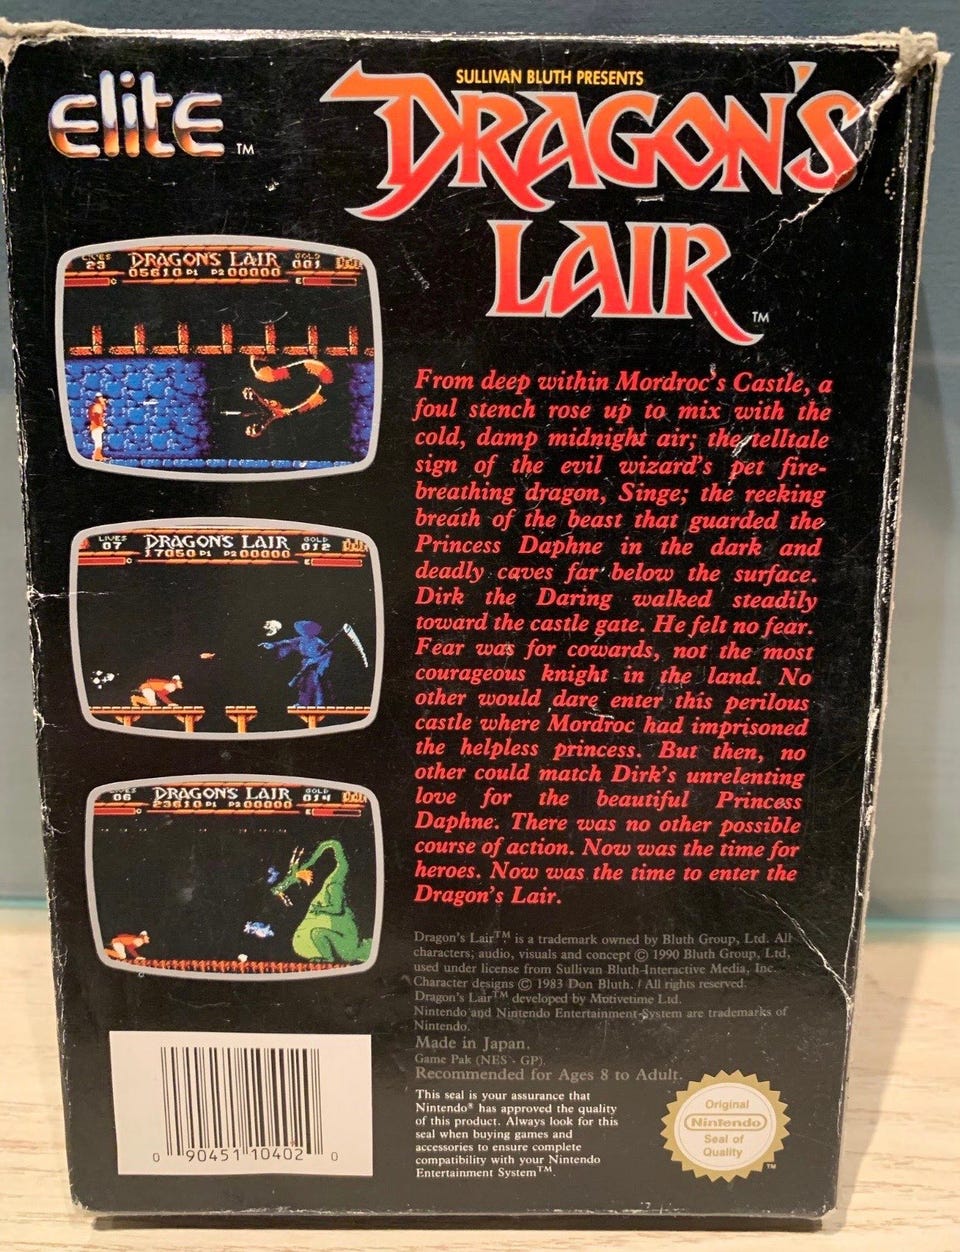 elite TM
SULLIVAN BLUTH PRESENTS
DRAGON'S
LAIR TM
LIVES DRAGON'S LAIR GOLD
23 05610 P1 P2 00000 001
LIVES DRAGON'S LAIR GOLD
07 17050 P1 P2 00000 012
LIVES DRAGON'S LAIR GOLD
06 23610 P1 P2 00000 014
From deep within Mordroc's Castle, a
foul stench rose up to mix with the
cold, damp midnight air; the telltale
sign of the evil wizard's pet fire-
breathing dragon, Singe; the reeking
breath of the beast that guarded the
Princess Daphne in the dark and
deadly caves far below the surface.
Dirk the Daring walked steadily
toward the castle gate. He felt no fear.
Fear was for cowards, not the most
courageous knight in the land. No
other would dare enter this perilous
castle where Mordroc had imprisoned
the helpless princess. But then, no
other could match Dirk's unrelenting
love for the beautiful Princess
Daphne. There was no other possible
course of action. Now was the time for
heroes. Now was the time to enter the
Dragon's Lair.
Dragon's Lair™ is a trademark owned by Bluth Group, Ltd. All
characters, audio, visuals and concept © 1990 Bluth Group, Ltd,
used under license from Sullivan Bluth Interactive Media, Inc.
Character designs © 1983 Don Bluth. All rights reserved.
Dragon's Lair™ developed by Motivetime Ltd.
Nintendo and Nintendo Entertainment System are trademarks of
Nintendo.
Made in Japan.
Game Pak (NES - GP).
Recommended for Ages 8 to Adult.
This seal is your assurance that
Nintendo® has approved the quality
of this product. Always look for this
seal when buying games and
accessories to ensure complete
compatibility with your Nintendo
Entertainment System™
Original
Nintendo
Seal of
Quality
TM
0 90451 10402 0